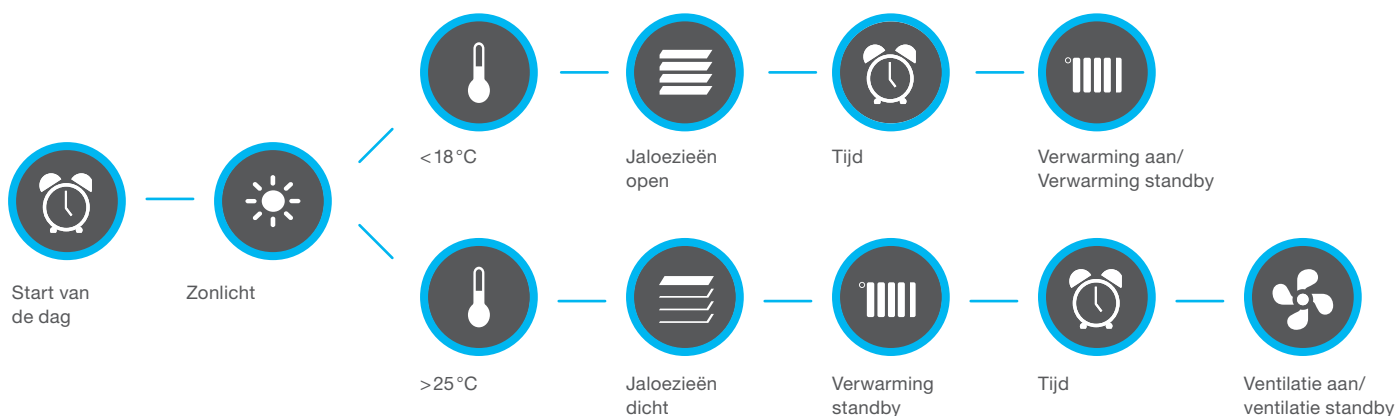 <18°C
Jaloezieën
open
Tijd
Verwarming aan/
Verwarming standby
Start van
de dag
Zonlicht
>25°C
Jaloezieën
dicht
Verwarming
standby
Tijd
Ventilatie aan/
ventilatie standby